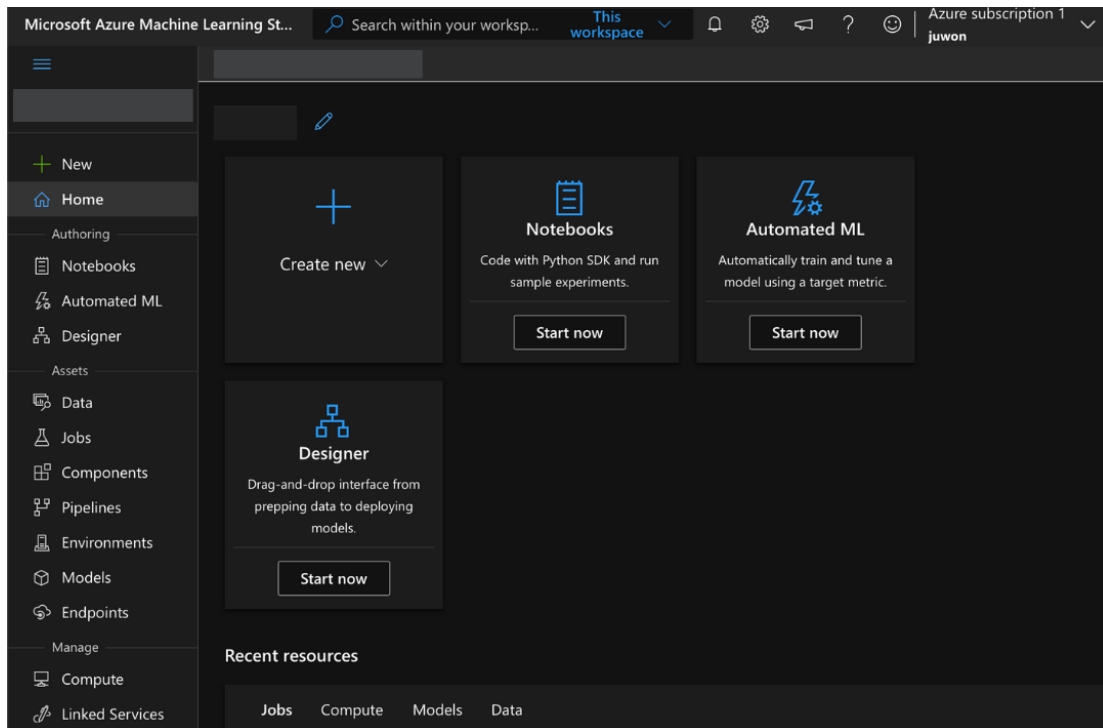 Microsoft Azure Machine Learning St...
Search within your worksp...
This
workspace
Azure subscription 1
juwon
New
Home
Authoring
Notebooks
Automated ML
Designer
Assets
Data
Jobs
Components
Pipelines
Environments
Models
Endpoints
Manage
Compute
Linked Services
Create new
Notebooks
Code with Python SDK and run
sample experiments.
Start now
Automated ML
Automatically train and tune a
model using a target metric.
Start now
Designer
Drag-and-drop interface from
prepping data to deploying
models.
Start now
Recent resources
Jobs Compute Models Data